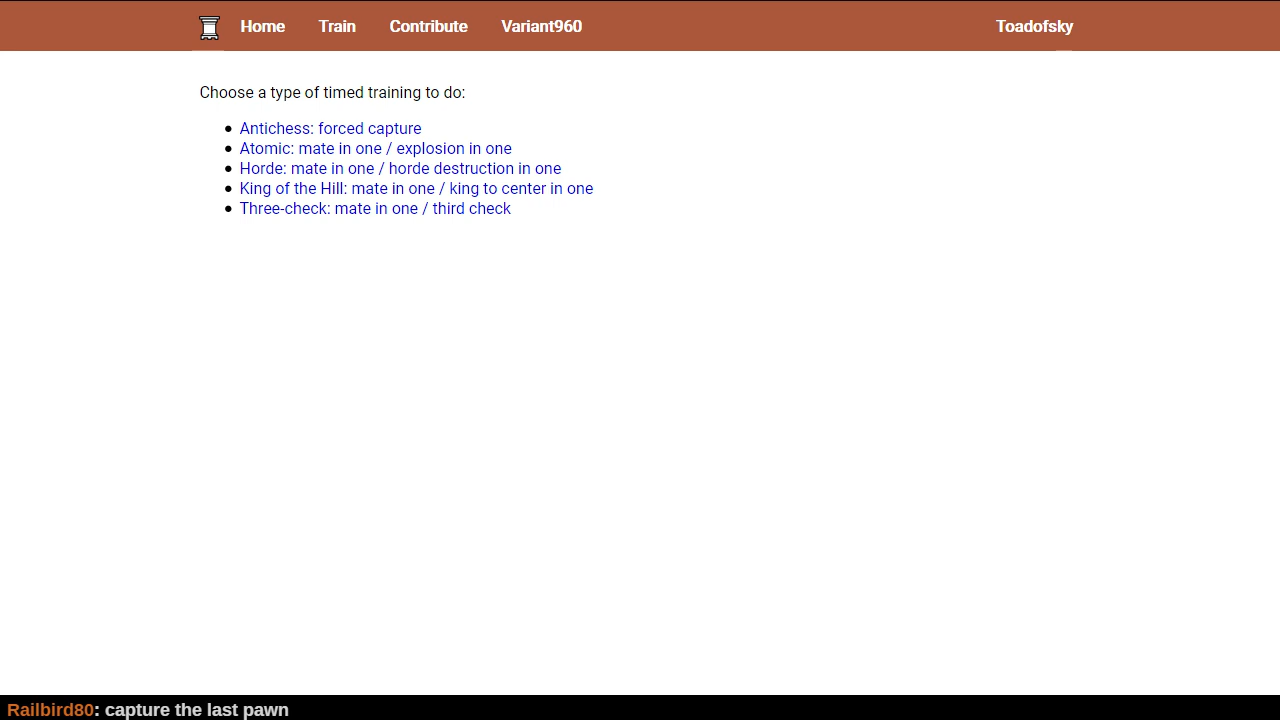 Home Train Contribute Variant960 Toadofsky
Choose a type of timed training to do:
Antichess: forced capture
Atomic: mate in one / explosion in one
Horde: mate in one / horde destruction in one
King of the Hill: mate in one / king to center in one
Three-check: mate in one / third check
Railbird80: capture the last pawn